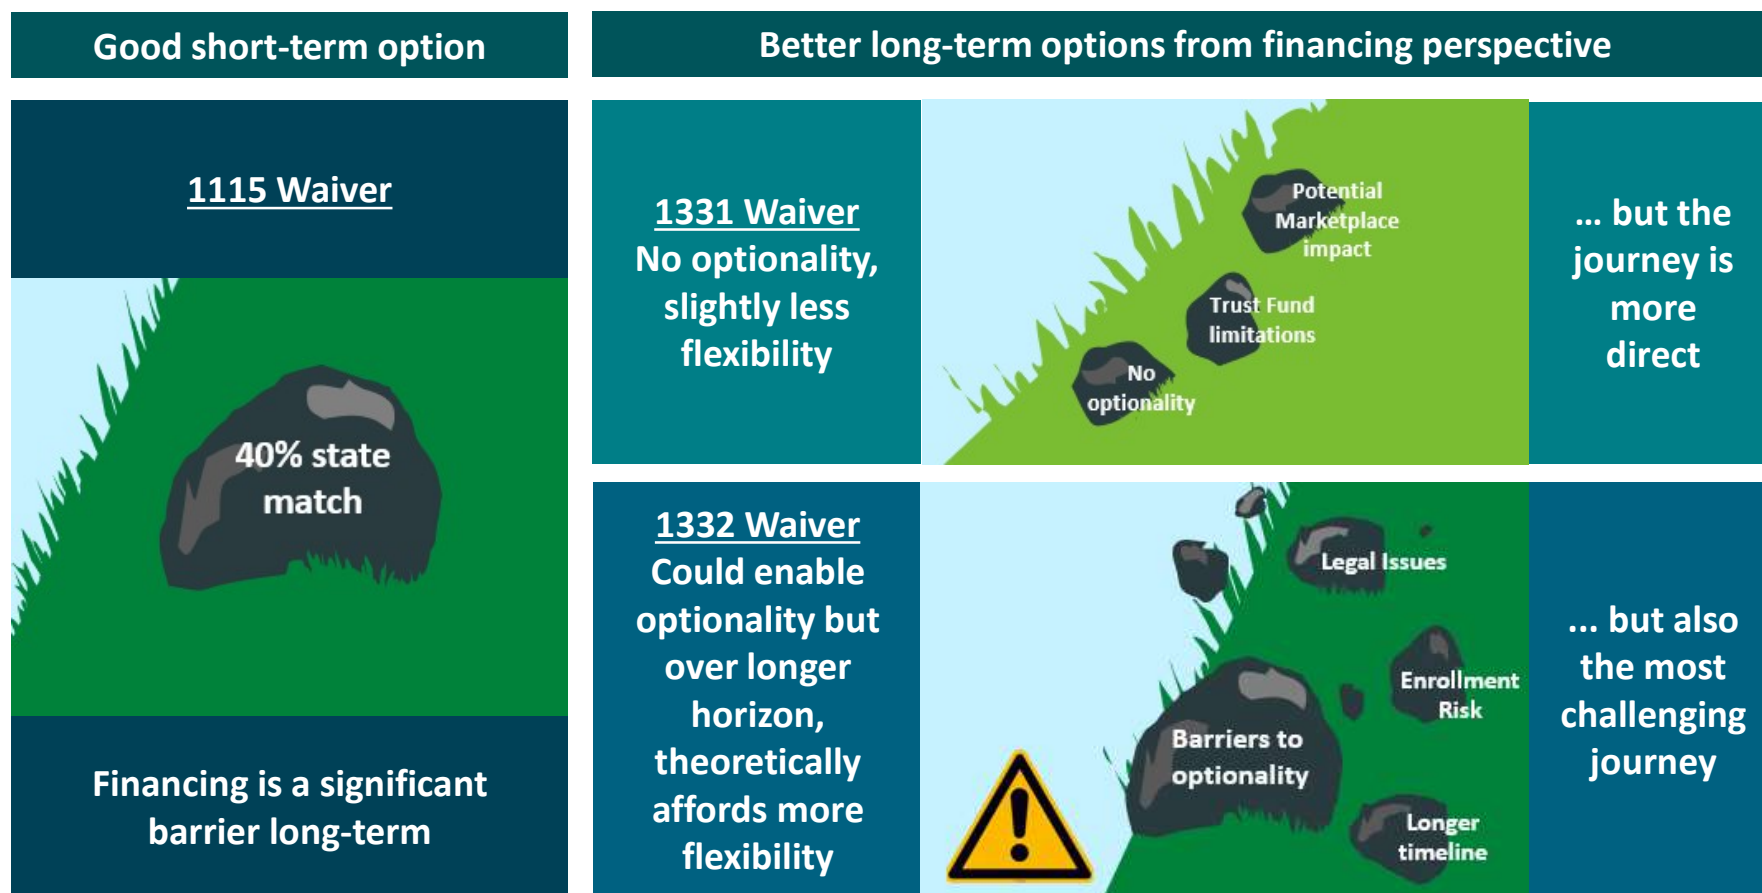 Good short-term option
Better long-term options from financing perspective
1115 Waiver
40% state
match
Financing is a significant
barrier long-term
1331 Waiver
No optionality,
slightly less
flexibility
Potential
Marketplace
impact
Trust Fund
limitations
No
optionality
... but the
journey is
more
direct
1332 Waiver
Could enable
optionality but
over longer
horizon,
theoretically
affords more
flexibility
Legal Issues
Enrollment
Risk
Barriers to
optionality
Longer
timeline
... but also
the most
challenging
journey